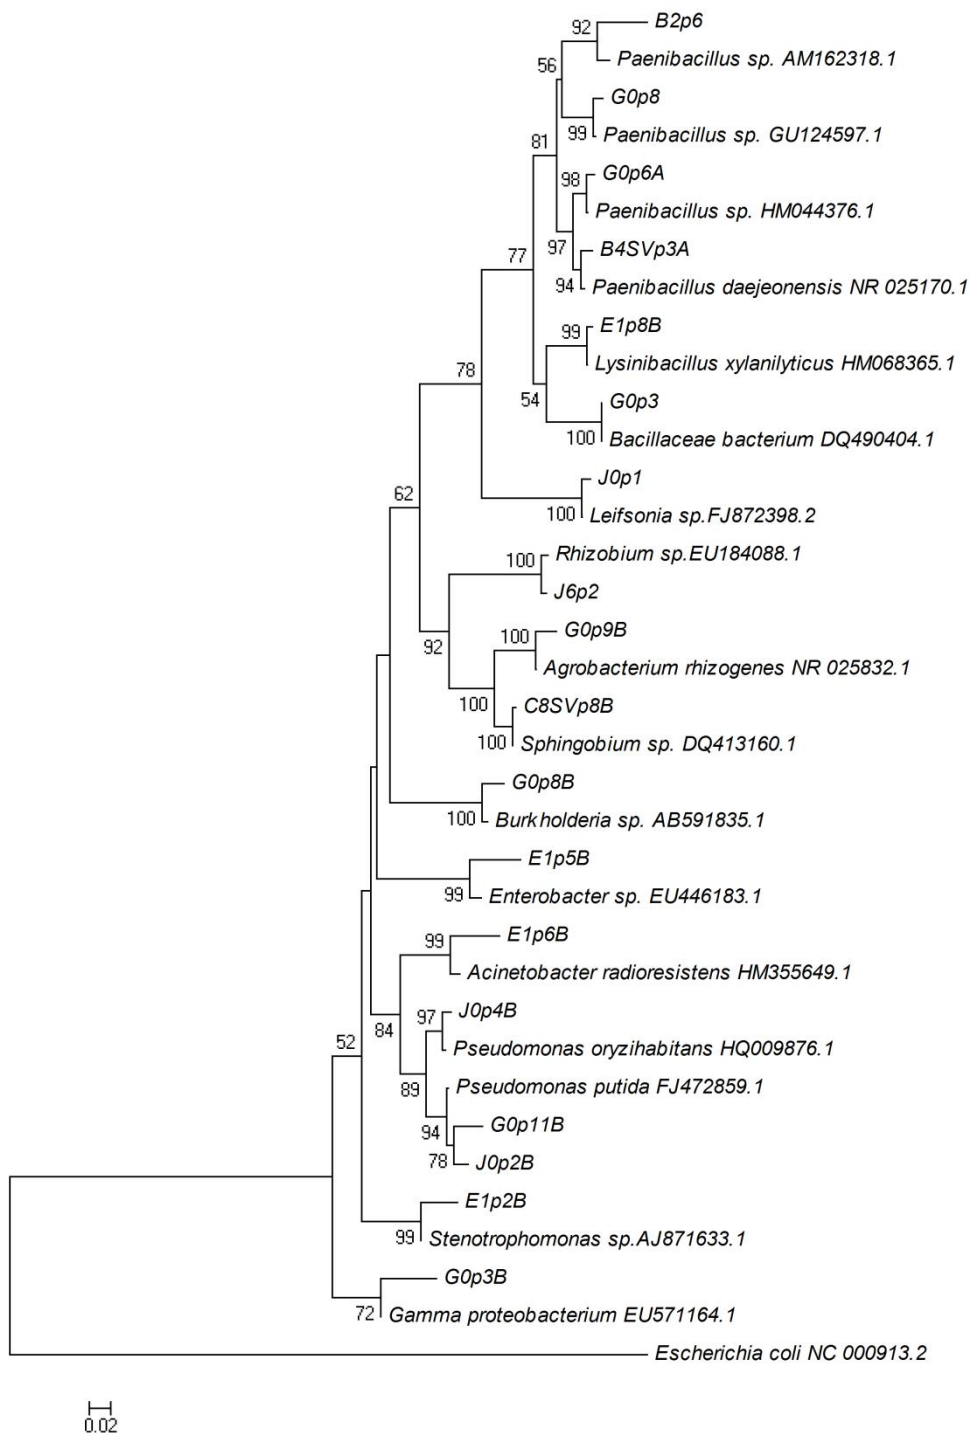 92
B2p6
Paenibacillus sp. AM162318.1
56
G0p8
99
Paenibacillus sp. GU124597.1
81
98
G0p6A
Paenibacillus sp. HM044376.1
97
B4SVp3A
77
94
Paenibacillus daejeonensis NR 025170.1
99
E1p8B
Lysinibacillus xylanilyticus HM068365.1
78
54
G0p3
100
Bacillaceae bacterium DQ490404.1
J0p1
62
100
Leifsonia sp.FJ872398.2
100
Rhizobium sp.EU184088.1
J6p2
92
100
G0p9B
Agrobacterium rhizogenes NR 025832.1
100
C8SVp8B
100
Sphingobium sp. DQ413160.1
G0p8B
100
Burkholderia sp. AB591835.1
E1p5B
99
Enterobacter sp. EU446183.1
99
E1p6B
Acinetobacter radioresistens HM355649.1
84
97
J0p4B
52
Pseudomonas oryzihabitans HQ009876.1
89
Pseudomonas putida FJ472859.1
94
G0p11B
78
J0p2B
E1p2B
99
Stenotrophomonas sp.AJ871633.1
G0p3B
72
Gamma proteobacterium EU571164.1
Escherichia coli NC 000913.2
0.02